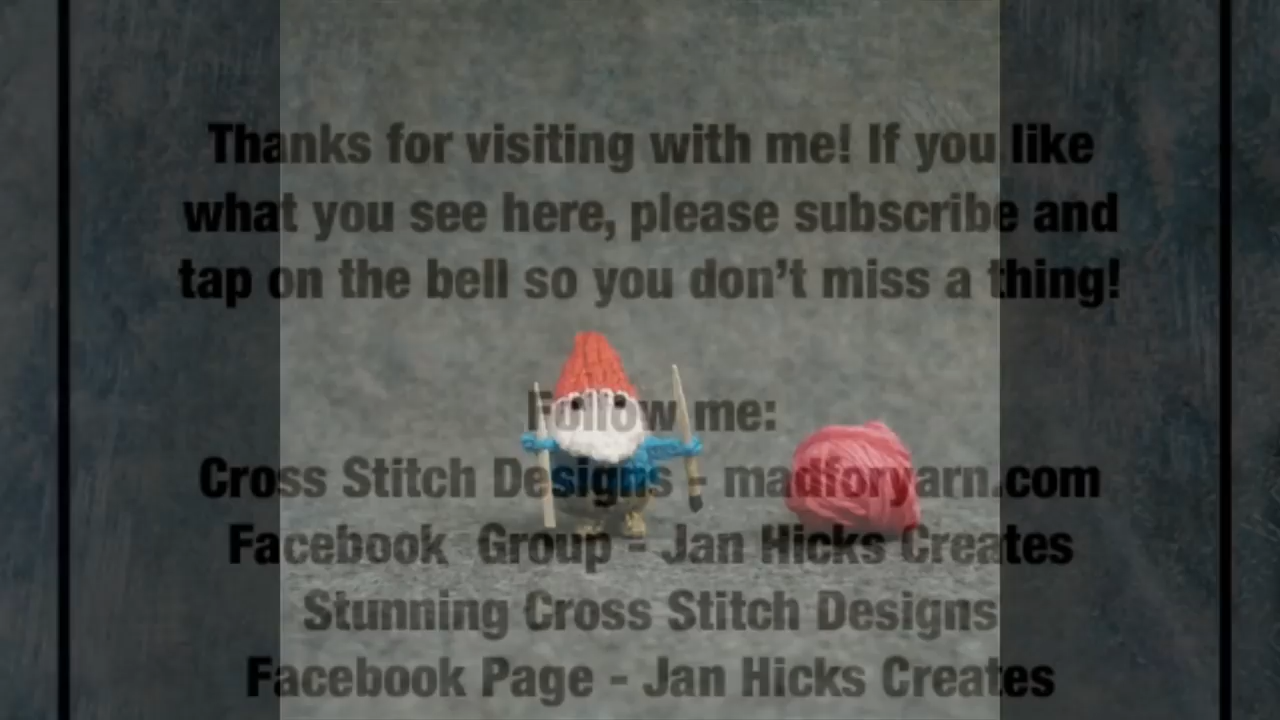 Thanks for visiting with me! If you like
what you see here, please subscribe and
tap on the bell so you don’t miss a thing!
Follow me:
Cross Stitch Designs - madforyarn.com
Facebook Group - Jan Hicks Creates
Stunning Cross Stitch Designs
Facebook Page - Jan Hicks Creates